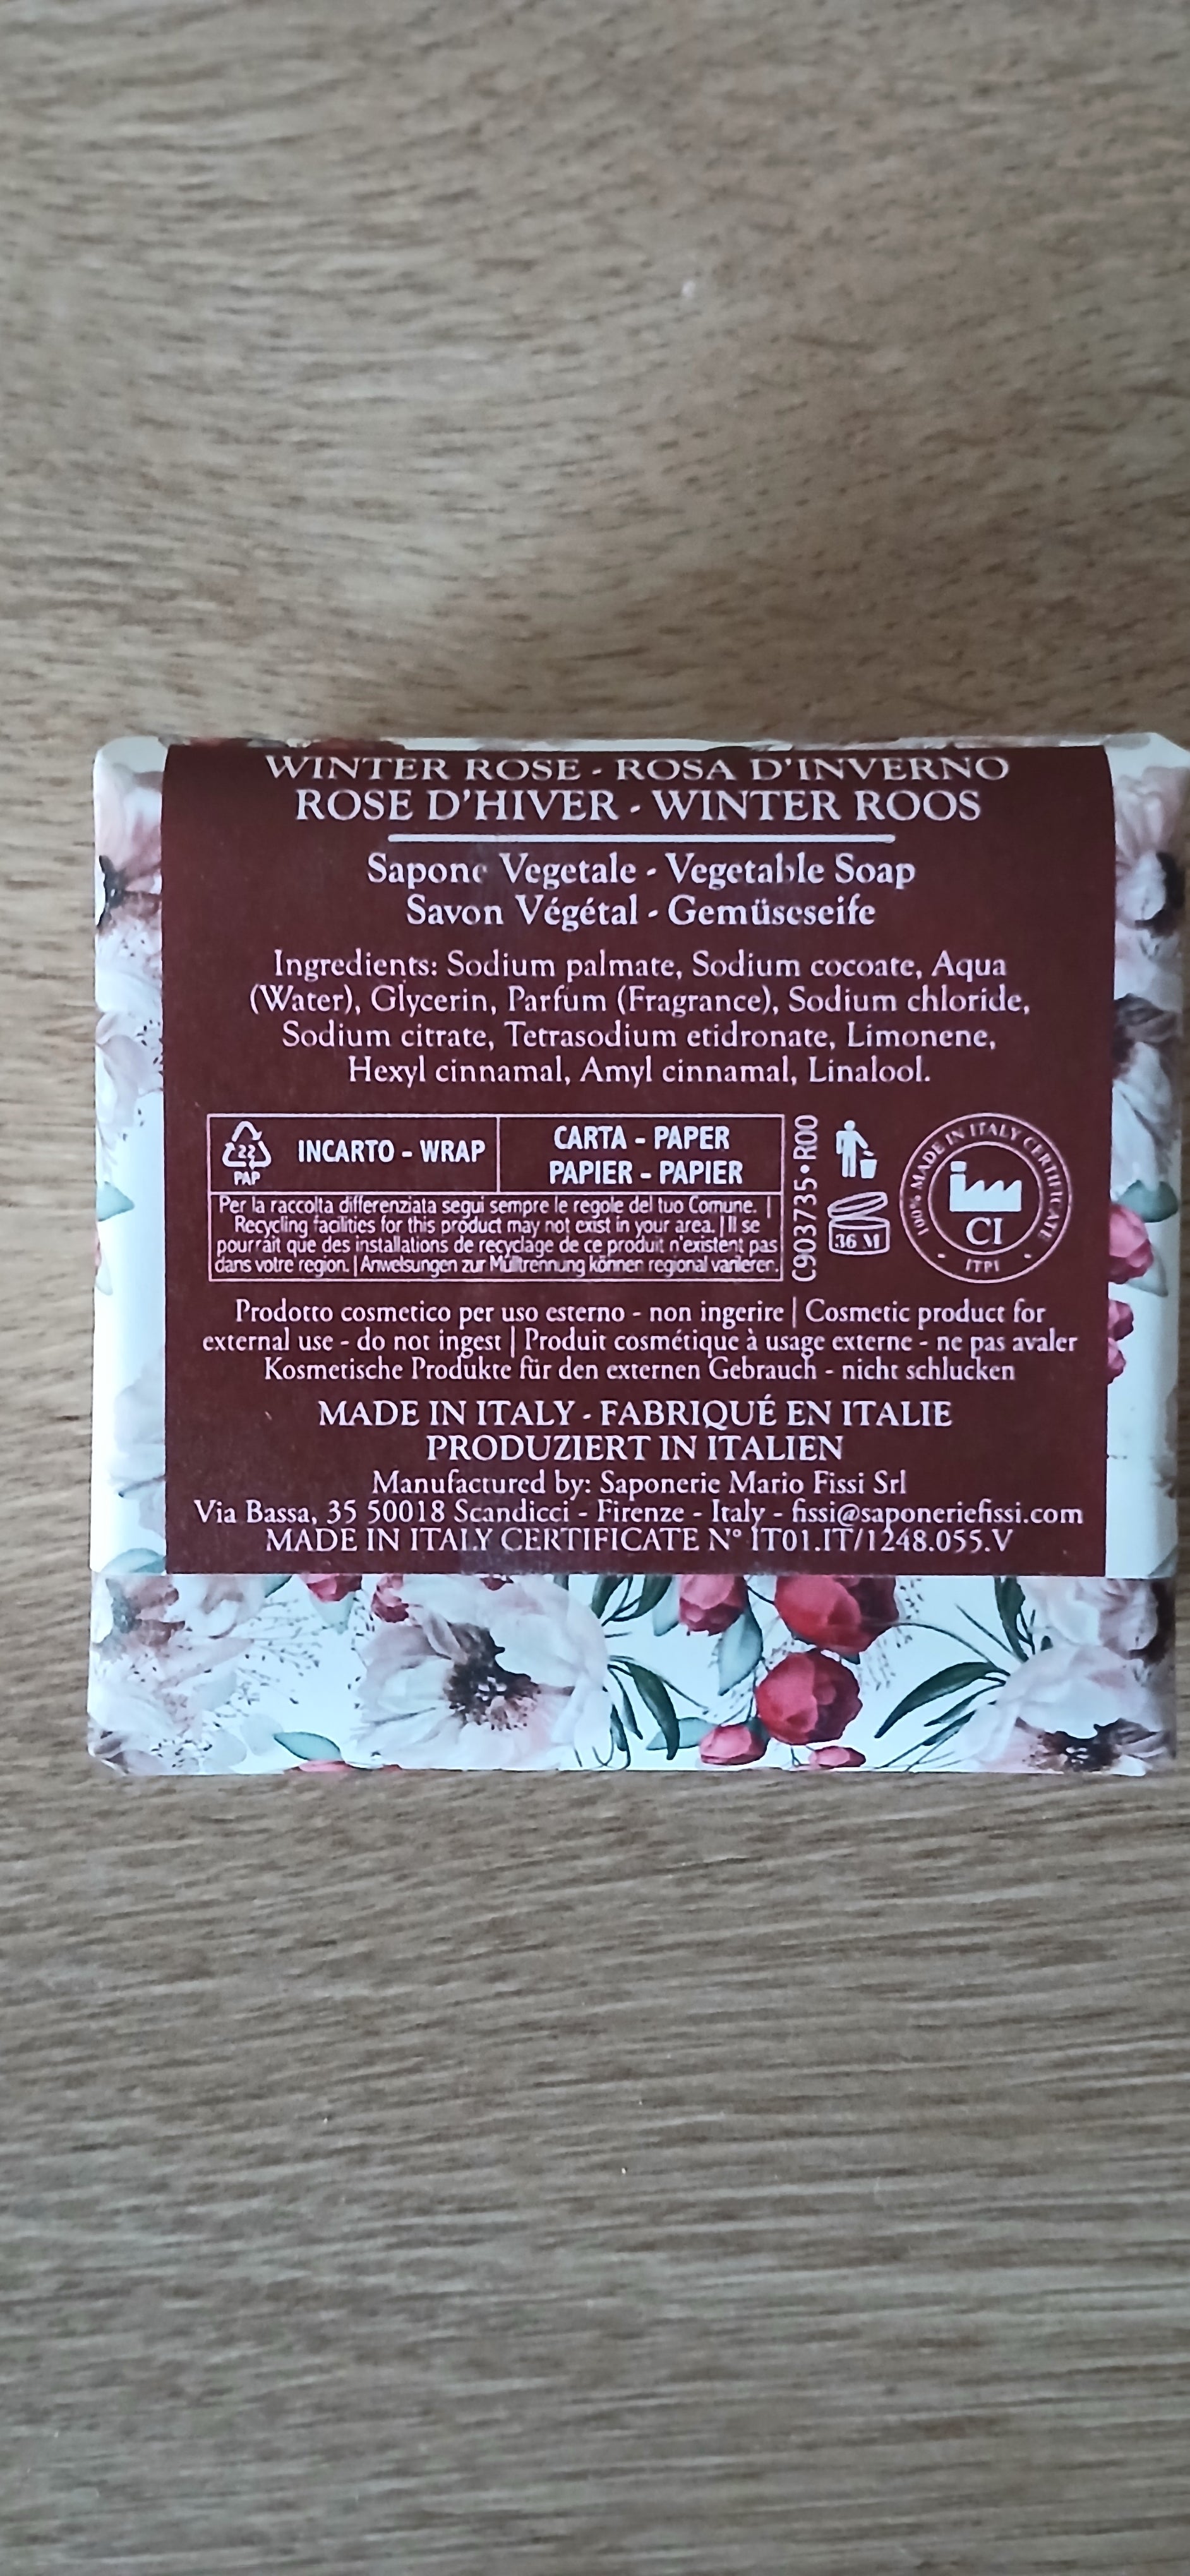 WINTER ROSE - ROSA D'INVERNO
ROSE D'HIVER - WINTER ROOS
Sapone Vegetale - Vegetable Soap
Savon Végétal - Gemüseseife
Ingredients: Sodium palmate, Sodium cocoate, Aqua
(Water), Glycerin, Parfum (Fragrance), Sodium chloride,
Sodium citrate, Tetrasodium etidronate, Limonene,
Hexyl cinnamal, Amyl cinnamal, Linalool.
22
PAP
INCARTO - WRAP
CARTA - PAPER
PAPIER - PAPIER
Per la raccolta differenziata segui sempre le regole del tuo Comune. |
Recycling facilities for this product may not exist in your area. | Il se
pourrait que des installations de recyclage de ce produit n'existent pas
dans votre region. | Anweisungen zur Mülltrennung können regional variieren.
C903735•R00
36 M
100% MADE IN ITALY CERTIFICATE
CI
• ITPI •
Prodotto cosmetico per uso esterno - non ingerire | Cosmetic product for
external use - do not ingest | Produit cosmétique à usage externe - ne pas avaler
Kosmetische Produkte für den externen Gebrauch - nicht schlucken
MADE IN ITALY - FABRIQUÉ EN ITALIE
PRODUZIERT IN ITALIEN
Manufactured by: Saponerie Mario Fissi Srl
Via Bassa, 35 50018 Scandicci - Firenze - Italy - fissi@saponeriefissi.com
MADE IN ITALY CERTIFICATE N° IT01.IT/1248.055.V